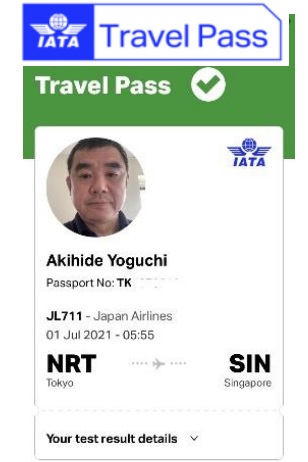 IATA Travel Pass
Travel Pass
IATA
Akihide Yoguchi
Passport No: TK
JL711 - Japan Airlines
01 Jul 2021 - 05:55
NRT SIN
Tokyo Singapore
Your test result details